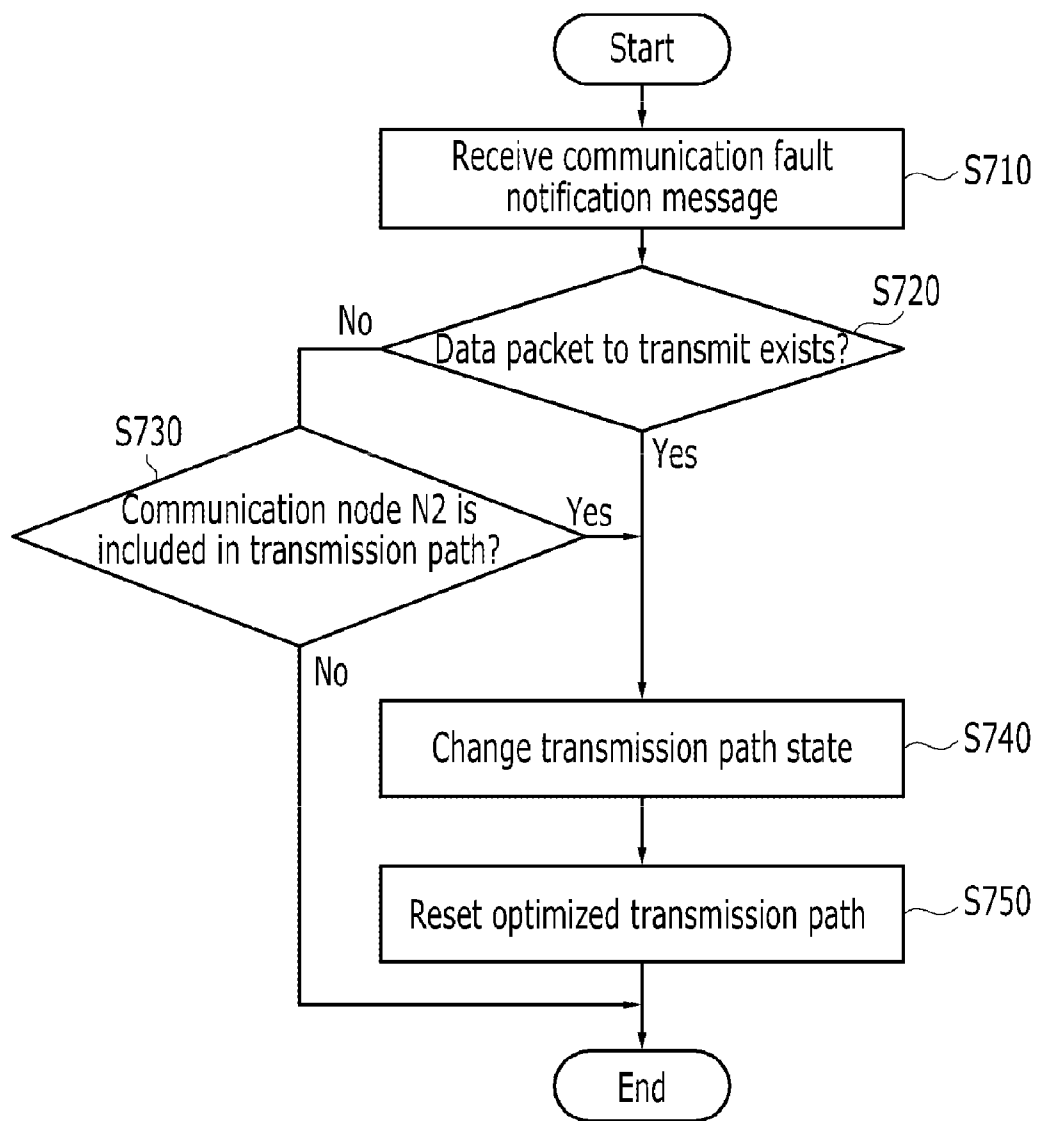 Start
Receive communication fault
notification message
S710
S720
No
Data packet to transmit exists?
Yes
S730
Communication node N2 is
included in transmission path?
Yes
No
Change transmission path state
S740
Reset optimized transmission path
S750
End